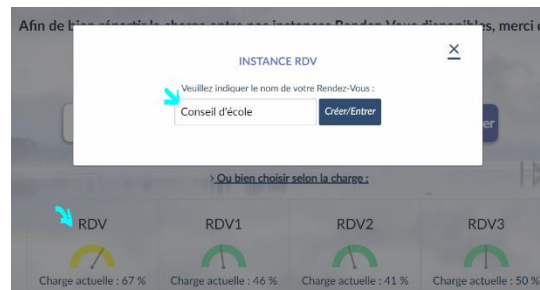 Afin de bien répartir la charge entre nos instances Rendez-Vous disponibles, merci d
INSTANCE RDV
X
Veuillez indiquer le nom de votre Rendez-Vous :
Conseil d'école
Créer/Entrer
er
> Ou bien choisir selon la charge :
RDV
RDV1
RDV2
RDV3
Charge actuelle : 67 %
Charge actuelle : 46 %
Charge actuelle : 41 %
Charge actuelle : 50 %